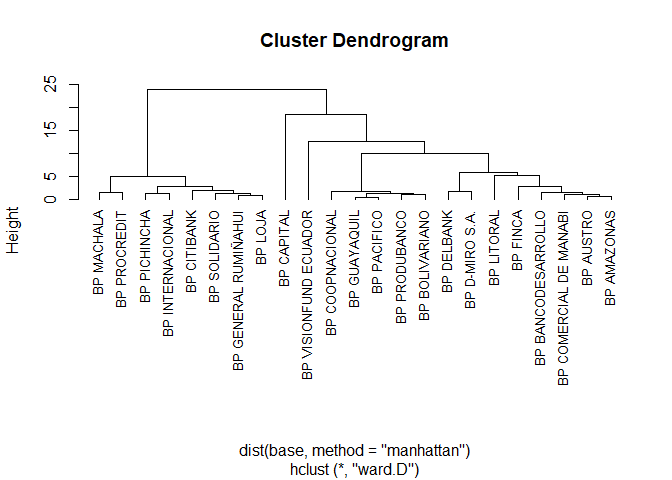 Cluster Dendrogram
25
15
5
0
Height
BP MACHALA
BP PROCREDIT
BP PICHINCHA
BP INTERNACIONAL
BP CITIBANK
BP SOLIDARIO
BP GENERAL RUMIÑAHUI
BP LOJA
BP CAPITAL
BP VISIONFUND ECUADOR
BP COOPNACIONAL
BP GUAYAQUIL
BP PACIFICO
BP PRODUBANCO
BP BOLIVARIANO
BP DELBANK
BP D-MIRO S.A.
BP LITORAL
BP FINCA
BP BANCODESARROLLO
BP COMERCIAL DE MANABI
BP AUSTRO
BP AMAZONAS
dist(base, method = "manhattan")
hclust (*, "ward.D")